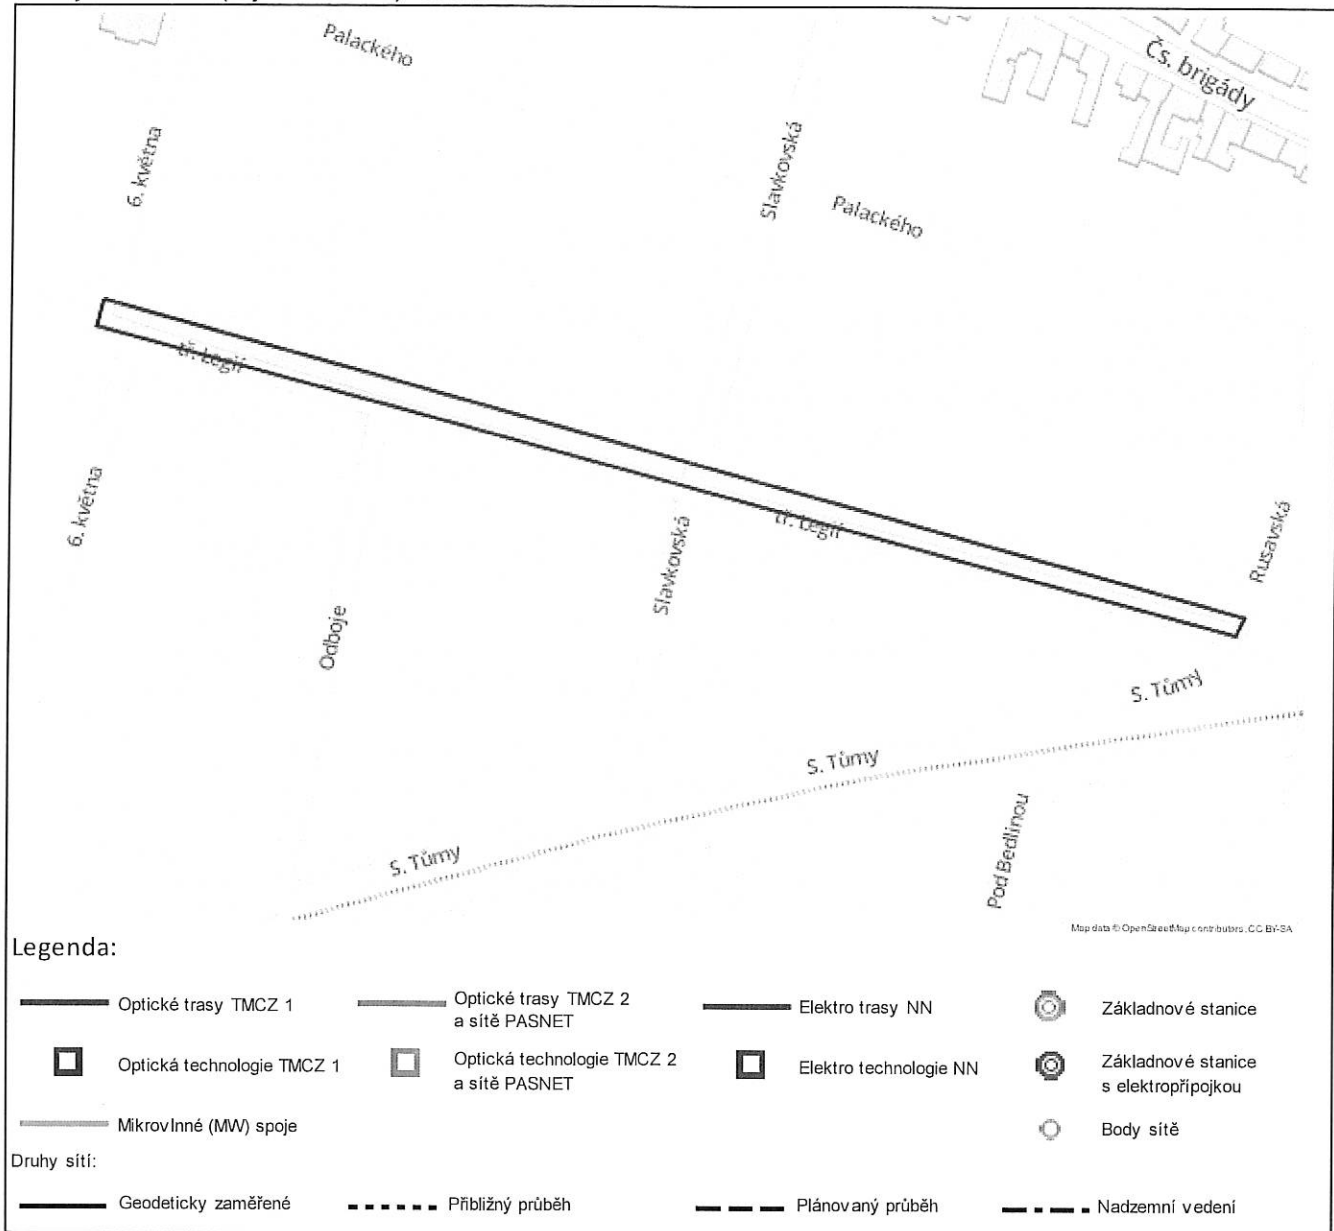 Palackého
Čs. brigády
6. května
Slavkovská
Palackého
tř. Legií
6. května
Slavkovská
tř. Legií
Rusavská
Odboje
S. Tůmy
S. Tůmy
S. Tůmy
Pod Bedlinou
Map data © OpenStreetMap contributors, CC BY-SA
Legenda:
Optické trasy TMCZ 1
Optické trasy TMCZ 2
a sítě PASNET
Elektro trasy NN
Základnové stanice
Optická technologie TMCZ 1
Optická technologie TMCZ 2
a sítě PASNET
Elektro technologie NN
Základnové stanice
s elektropřípojkou
Mikrovlnné (MW) spoje
Body sítě
Druhy sítí:
Geodeticky zaměřené
Přibližný průběh
Plánovaný průběh
Nadzemní vedení